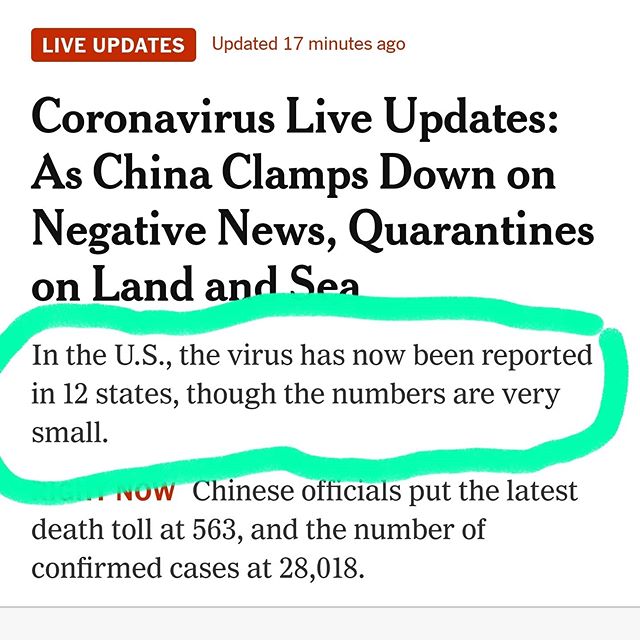 LIVE UPDATES Updated 17 minutes ago
Coronavirus Live Updates:
As China Clamps Down on
Negative News, Quarantines
on Land and Sea
In the U.S., the virus has now been reported
in 12 states, though the numbers are very
small.
RIGHT NOW Chinese officials put the latest
death toll at 563, and the number of
confirmed cases at 28,018.